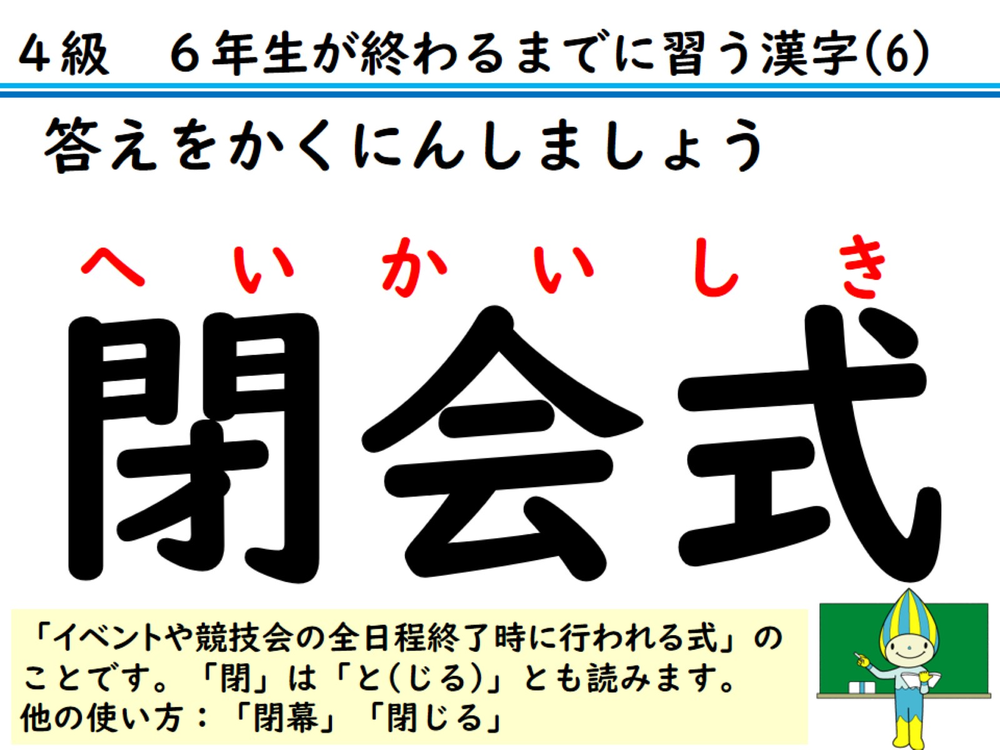 ４級　６年生が終わるまでに習う漢字(6)
答えをかくにんしましょう
へいかいしき
閉会式
「イベントや競技会の全日程終了時に行われる式」の
ことです。「閉」は「と(じる)」とも読みます。
他の使い方：「閉幕」「閉じる」